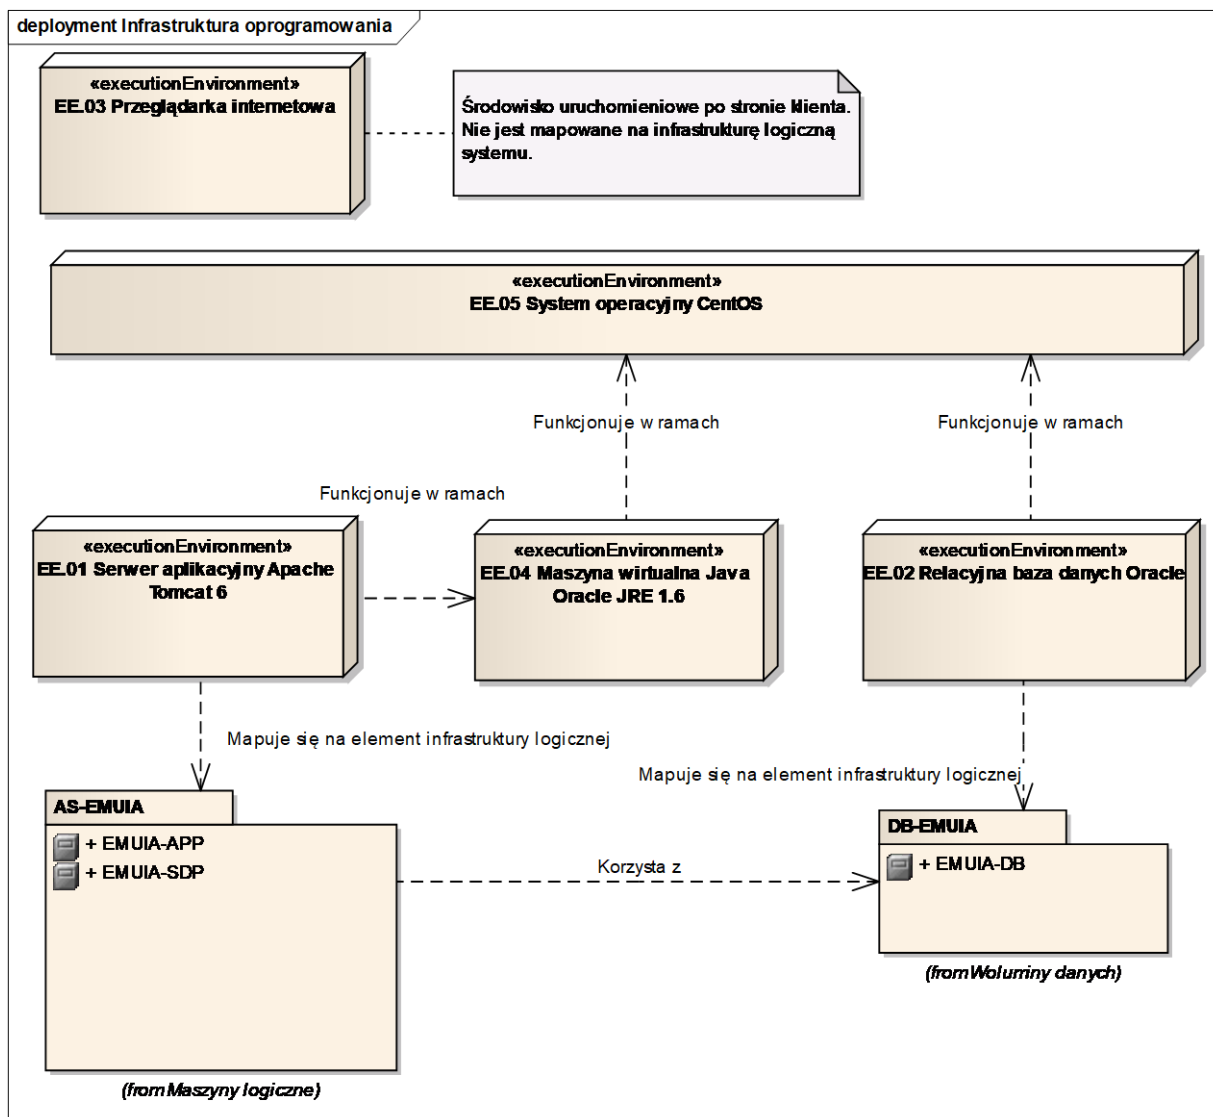 deployment Infrastruktura oprogramowania
«executionEnvironment»
EE.03 Przeglądarka internetowa
Środowisko uruchomieniowe po stronie klienta.
Nie jest mapowane na infrastrukturę logiczną
systemu.
«executionEnvironment»
EE.05 System operacyjny CentOS
Funkcjonuje w ramach
Funkcjonuje w ramach
Funkcjonuje w ramach
«executionEnvironment»
EE.01 Serwer aplikacyjny Apache
Tomcat 6
«executionEnvironment»
EE.04 Maszyna wirtualna Java
Oracle JRE 1.6
«executionEnvironment»
EE.02 Relacyjna baza danych Oracle
Mapuje się na element infrastruktury logicznej
Mapuje się na element infrastruktury logicznej
AS-EMUIA
+ EMUIA-APP
+ EMUIA-SDP
Korzysta z
DB-EMUIA
+ EMUIA-DB
(from Woluminy danych)
(from Maszyny logiczne)